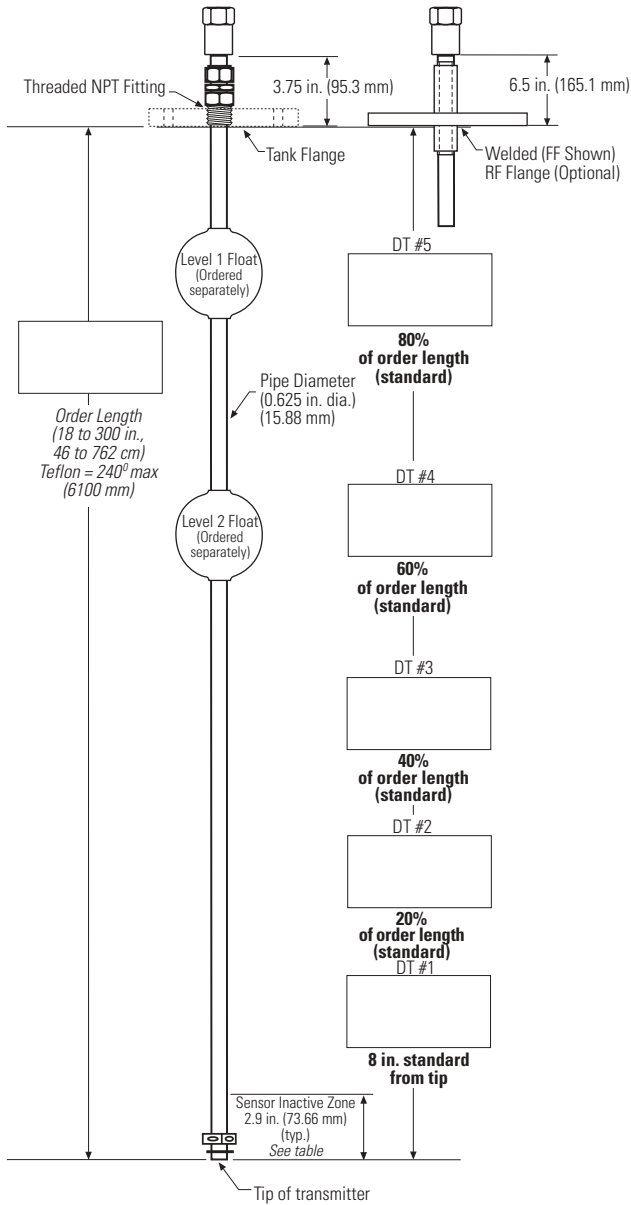 Threaded NPT Fitting
3.75 in. (95.3 mm)
6.5 in. (165.1 mm)
Tank Flange
Welded (FF Shown)
RF Flange (Optional)
Level 1 Float
(Ordered
separately)
DT #5
80%
of order length
(standard)
Order Length
(18 to 300 in.,
46 to 762 cm)
Teflon = 240⁰ max
(6100 mm)
Pipe Diameter
(0.625 in. dia.)
(15.88 mm)
Level 2 Float
(Ordered
separately)
DT #4
60%
of order length
(standard)
DT #3
40%
of order length
(standard)
DT #2
20%
of order length
(standard)
DT #1
8 in. standard
from tip
Sensor Inactive Zone
2.9 in. (73.66 mm)
(typ.)
See table
Tip of transmitter